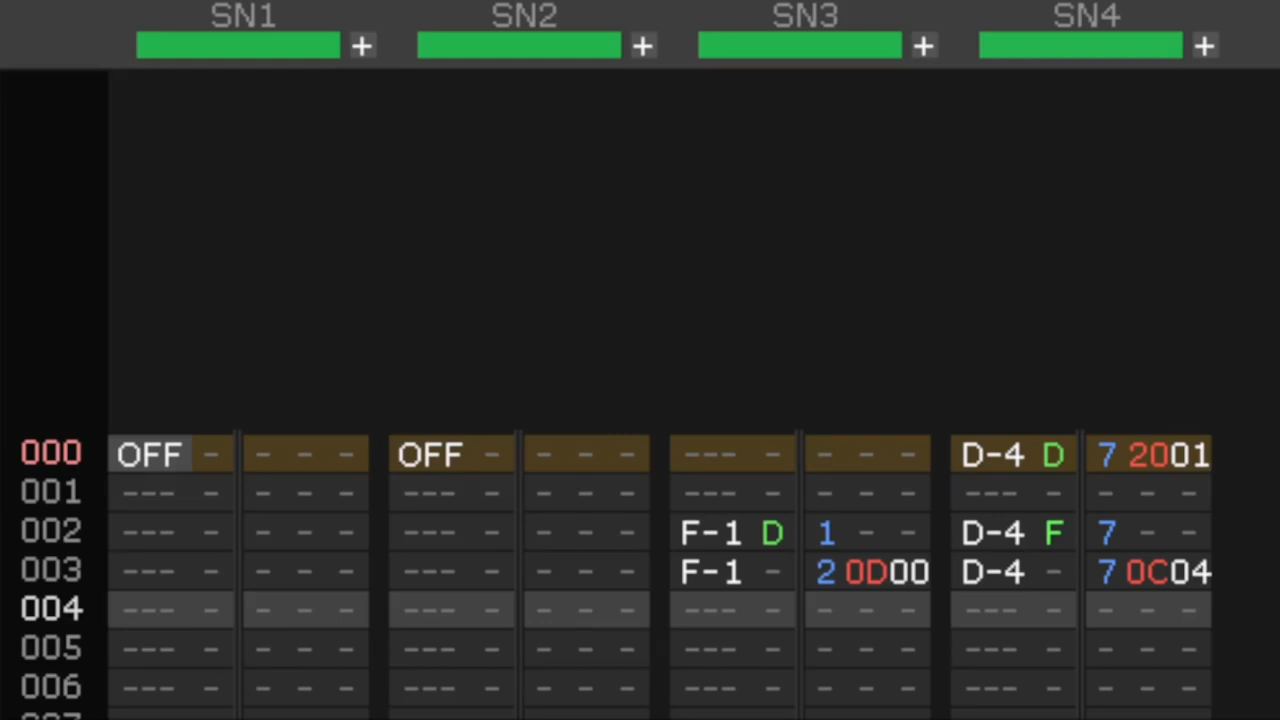 SN1 SN2 SN3 SN4
+ + + +
000 OFF - - - - OFF - - - - --- - - - - D-4 D 7 2001
001 --- - - - - --- - - - - --- - - - - --- - - - -
002 --- - - - - --- - - - - F-1 D 1 - - D-4 F 7 - -
003 --- - - - - --- - - - - F-1 - 2 0D00 D-4 - 7 0C04
004 --- - - - - --- - - - - --- - - - - --- - - - -
005 --- - - - - --- - - - - --- - - - - --- - - - -
006 --- - - - - --- - - - - --- - - - - --- - - - -